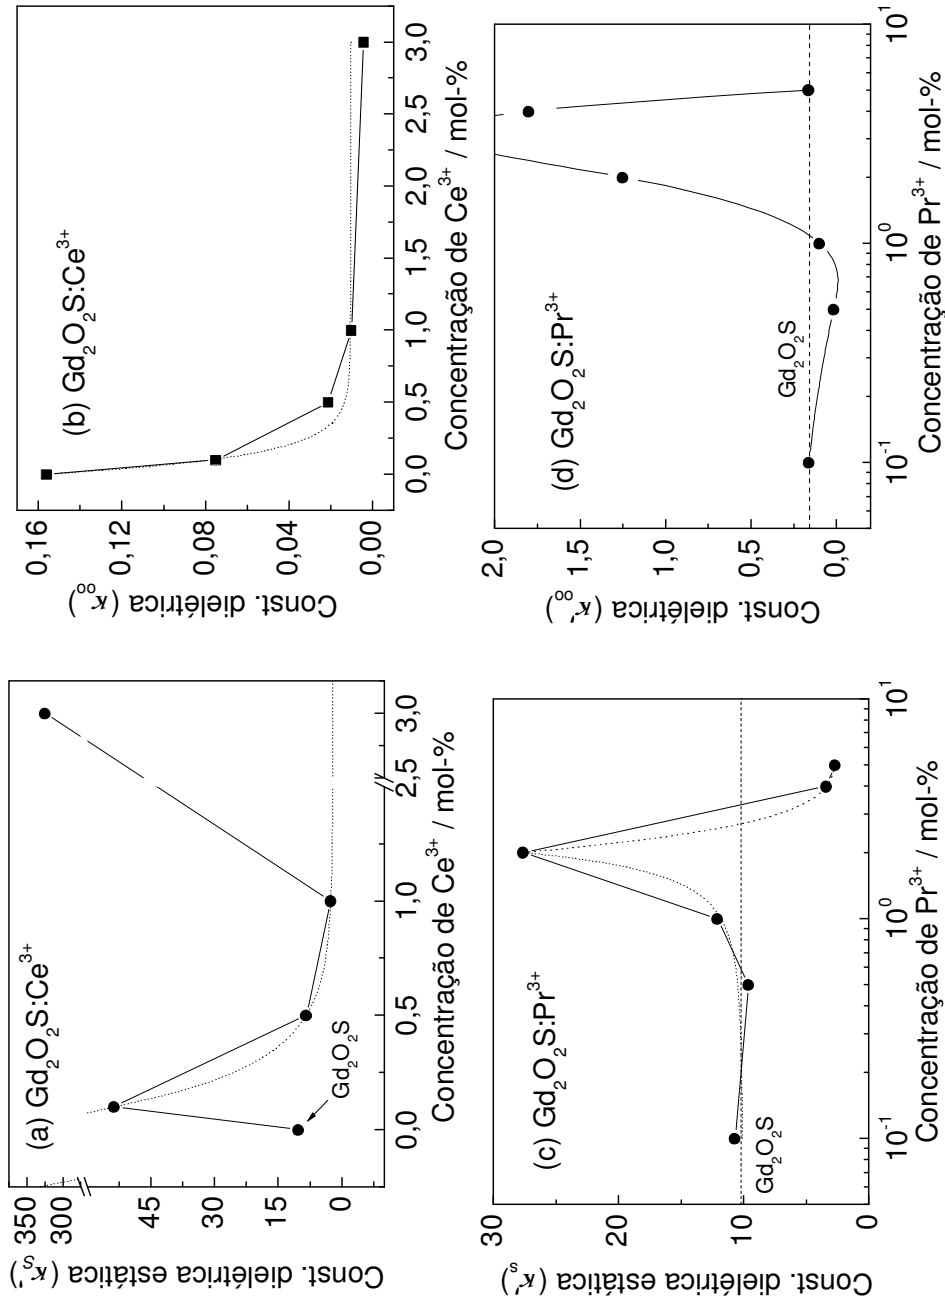 (a) Gd₂O₂S:Ce³⁺
Const. dielétrica estática (κₛ')
350
300
45
30
15
0
Gd₂O₂S
0,0
0,5
1,0
2,5
3,0
Concentração de Ce³⁺ / mol-%
(b) Gd₂O₂S:Ce³⁺
Const. dielétrica (κ∞)
0,16
0,12
0,08
0,04
0,00
0,0
0,5
1,0
1,5
2,0
2,5
3,0
Concentração de Ce³⁺ / mol-%
(c) Gd₂O₂S:Pr³⁺
Const. dielétrica estática (κ'ₛ)
30
20
10
0
Gd₂O₂S
10⁻¹
10⁰
10¹
Concentração de Pr³⁺ / mol-%
(d) Gd₂O₂S:Pr³⁺
Const. dielétrica (κ'∞)
2,0
1,5
1,0
0,5
0,0
Gd₂O₂S
10⁻¹
10⁰
10¹
Concentração de Pr³⁺ / mol-%